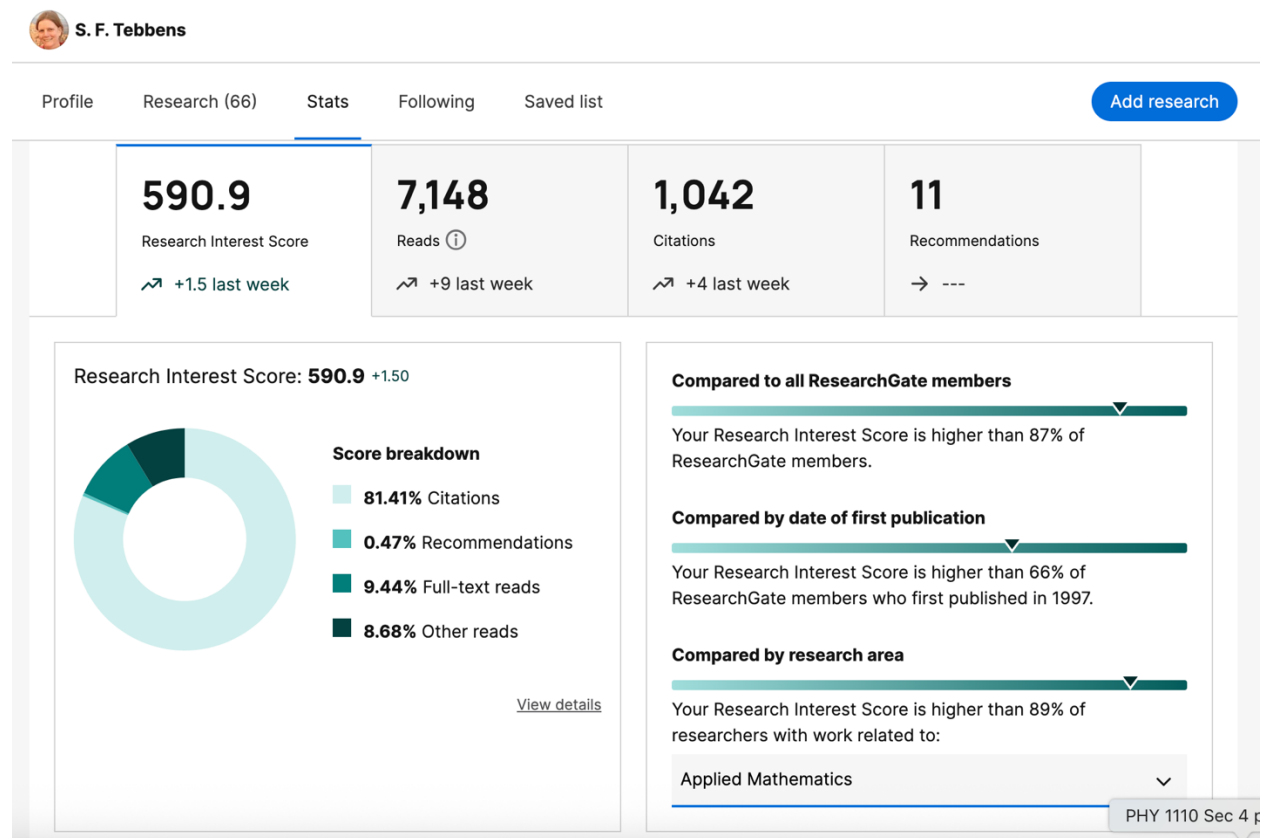 S. F. Tebbens
Profile
Research (66)
Stats
Following
Saved list
Add research
590.9
Research Interest Score
+1.5 last week
7,148
Reads
+9 last week
1,042
Citations
+4 last week
11
Recommendations
---
Research Interest Score: 590.9 +1.50
Score breakdown
81.41% Citations
0.47% Recommendations
9.44% Full-text reads
8.68% Other reads
View details
Compared to all ResearchGate members
Your Research Interest Score is higher than 87% of
ResearchGate members.
Compared by date of first publication
Your Research Interest Score is higher than 66% of
ResearchGate members who first published in 1997.
Compared by research area
Your Research Interest Score is higher than 89% of
researchers with work related to:
Applied Mathematics
PHY 1110 Sec 4 p